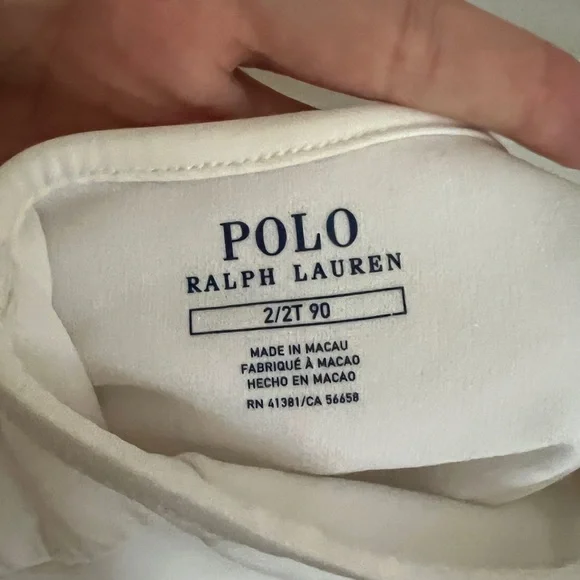 POLO
RALPH LAUREN
2/2T 90
MADE IN MACAU
FABRIQUÉ À MACAO
HECHO EN MACAO
RN 41381/CA 56658